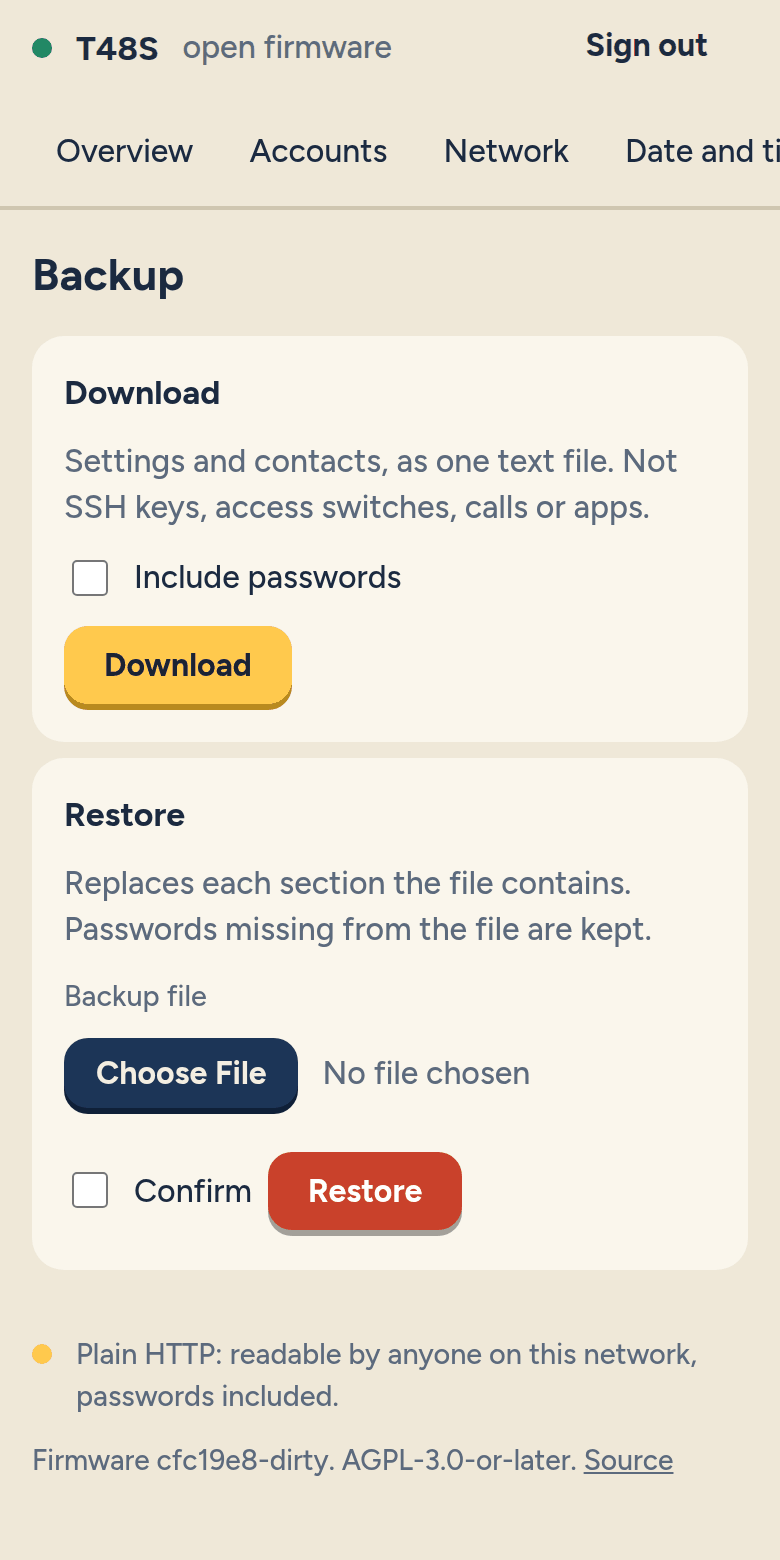 T48S open firmware Sign out
Overview Accounts Network Date and ti
Backup
Download
Settings and contacts, as one text file. Not
SSH keys, access switches, calls or apps.
Include passwords
Download
Restore
Replaces each section the file contains.
Passwords missing from the file are kept.
Backup file
Choose File No file chosen
Confirm Restore
Plain HTTP: readable by anyone on this network,
passwords included.
Firmware cfc19e8-dirty. AGPL-3.0-or-later. Source